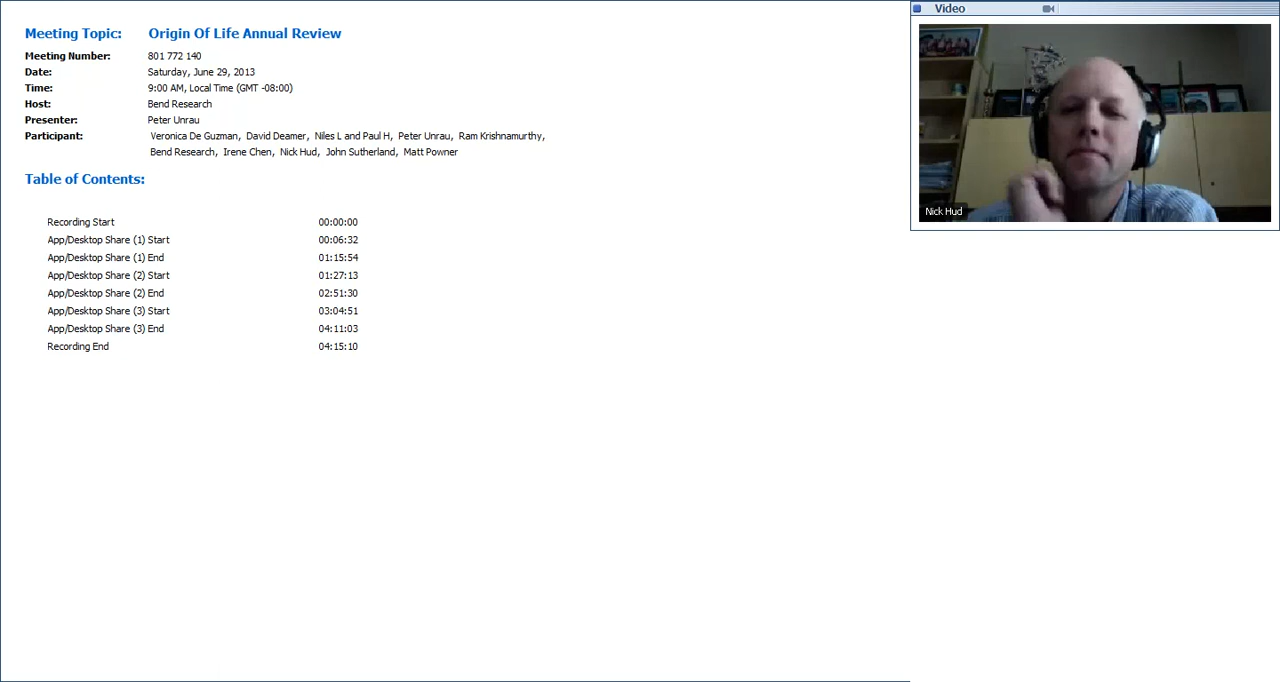 Meeting Topic: Origin Of Life Annual Review
Meeting Number: 801 772 140
Date: Saturday, June 29, 2013
Time: 9:00 AM, Local Time (GMT -08:00)
Host: Bend Research
Presenter: Peter Unrau
Participant: Veronica De Guzman, David Deamer, Niles L and Paul H, Peter Unrau, Ram Krishnamurthy,
Bend Research, Irene Chen, Nick Hud, John Sutherland, Matt Powner
Table of Contents:
Recording Start 00:00:00
App/Desktop Share (1) Start 00:06:32
App/Desktop Share (1) End 01:15:54
App/Desktop Share (2) Start 01:27:13
App/Desktop Share (2) End 02:51:30
App/Desktop Share (3) Start 03:04:51
App/Desktop Share (3) End 04:11:03
Recording End 04:15:10
Video
Nick Hud